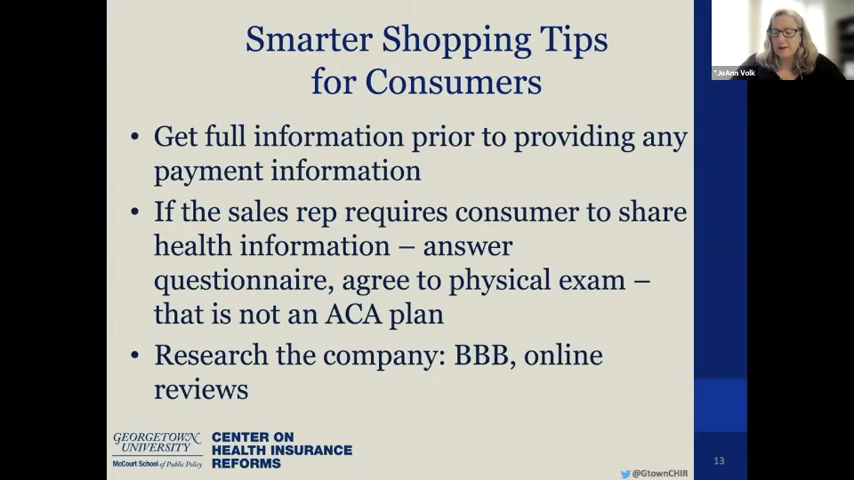 Smarter Shopping Tips
for Consumers
• Get full information prior to providing any
payment information
• If the sales rep requires consumer to share
health information – answer
questionnaire, agree to physical exam –
that is not an ACA plan
• Research the company: BBB, online
reviews
GEORGETOWN
UNIVERSITY
McCourt School of Public Policy
CENTER ON
HEALTH INSURANCE
REFORMS
@GtownCHIR
13
*JoAnn Volk